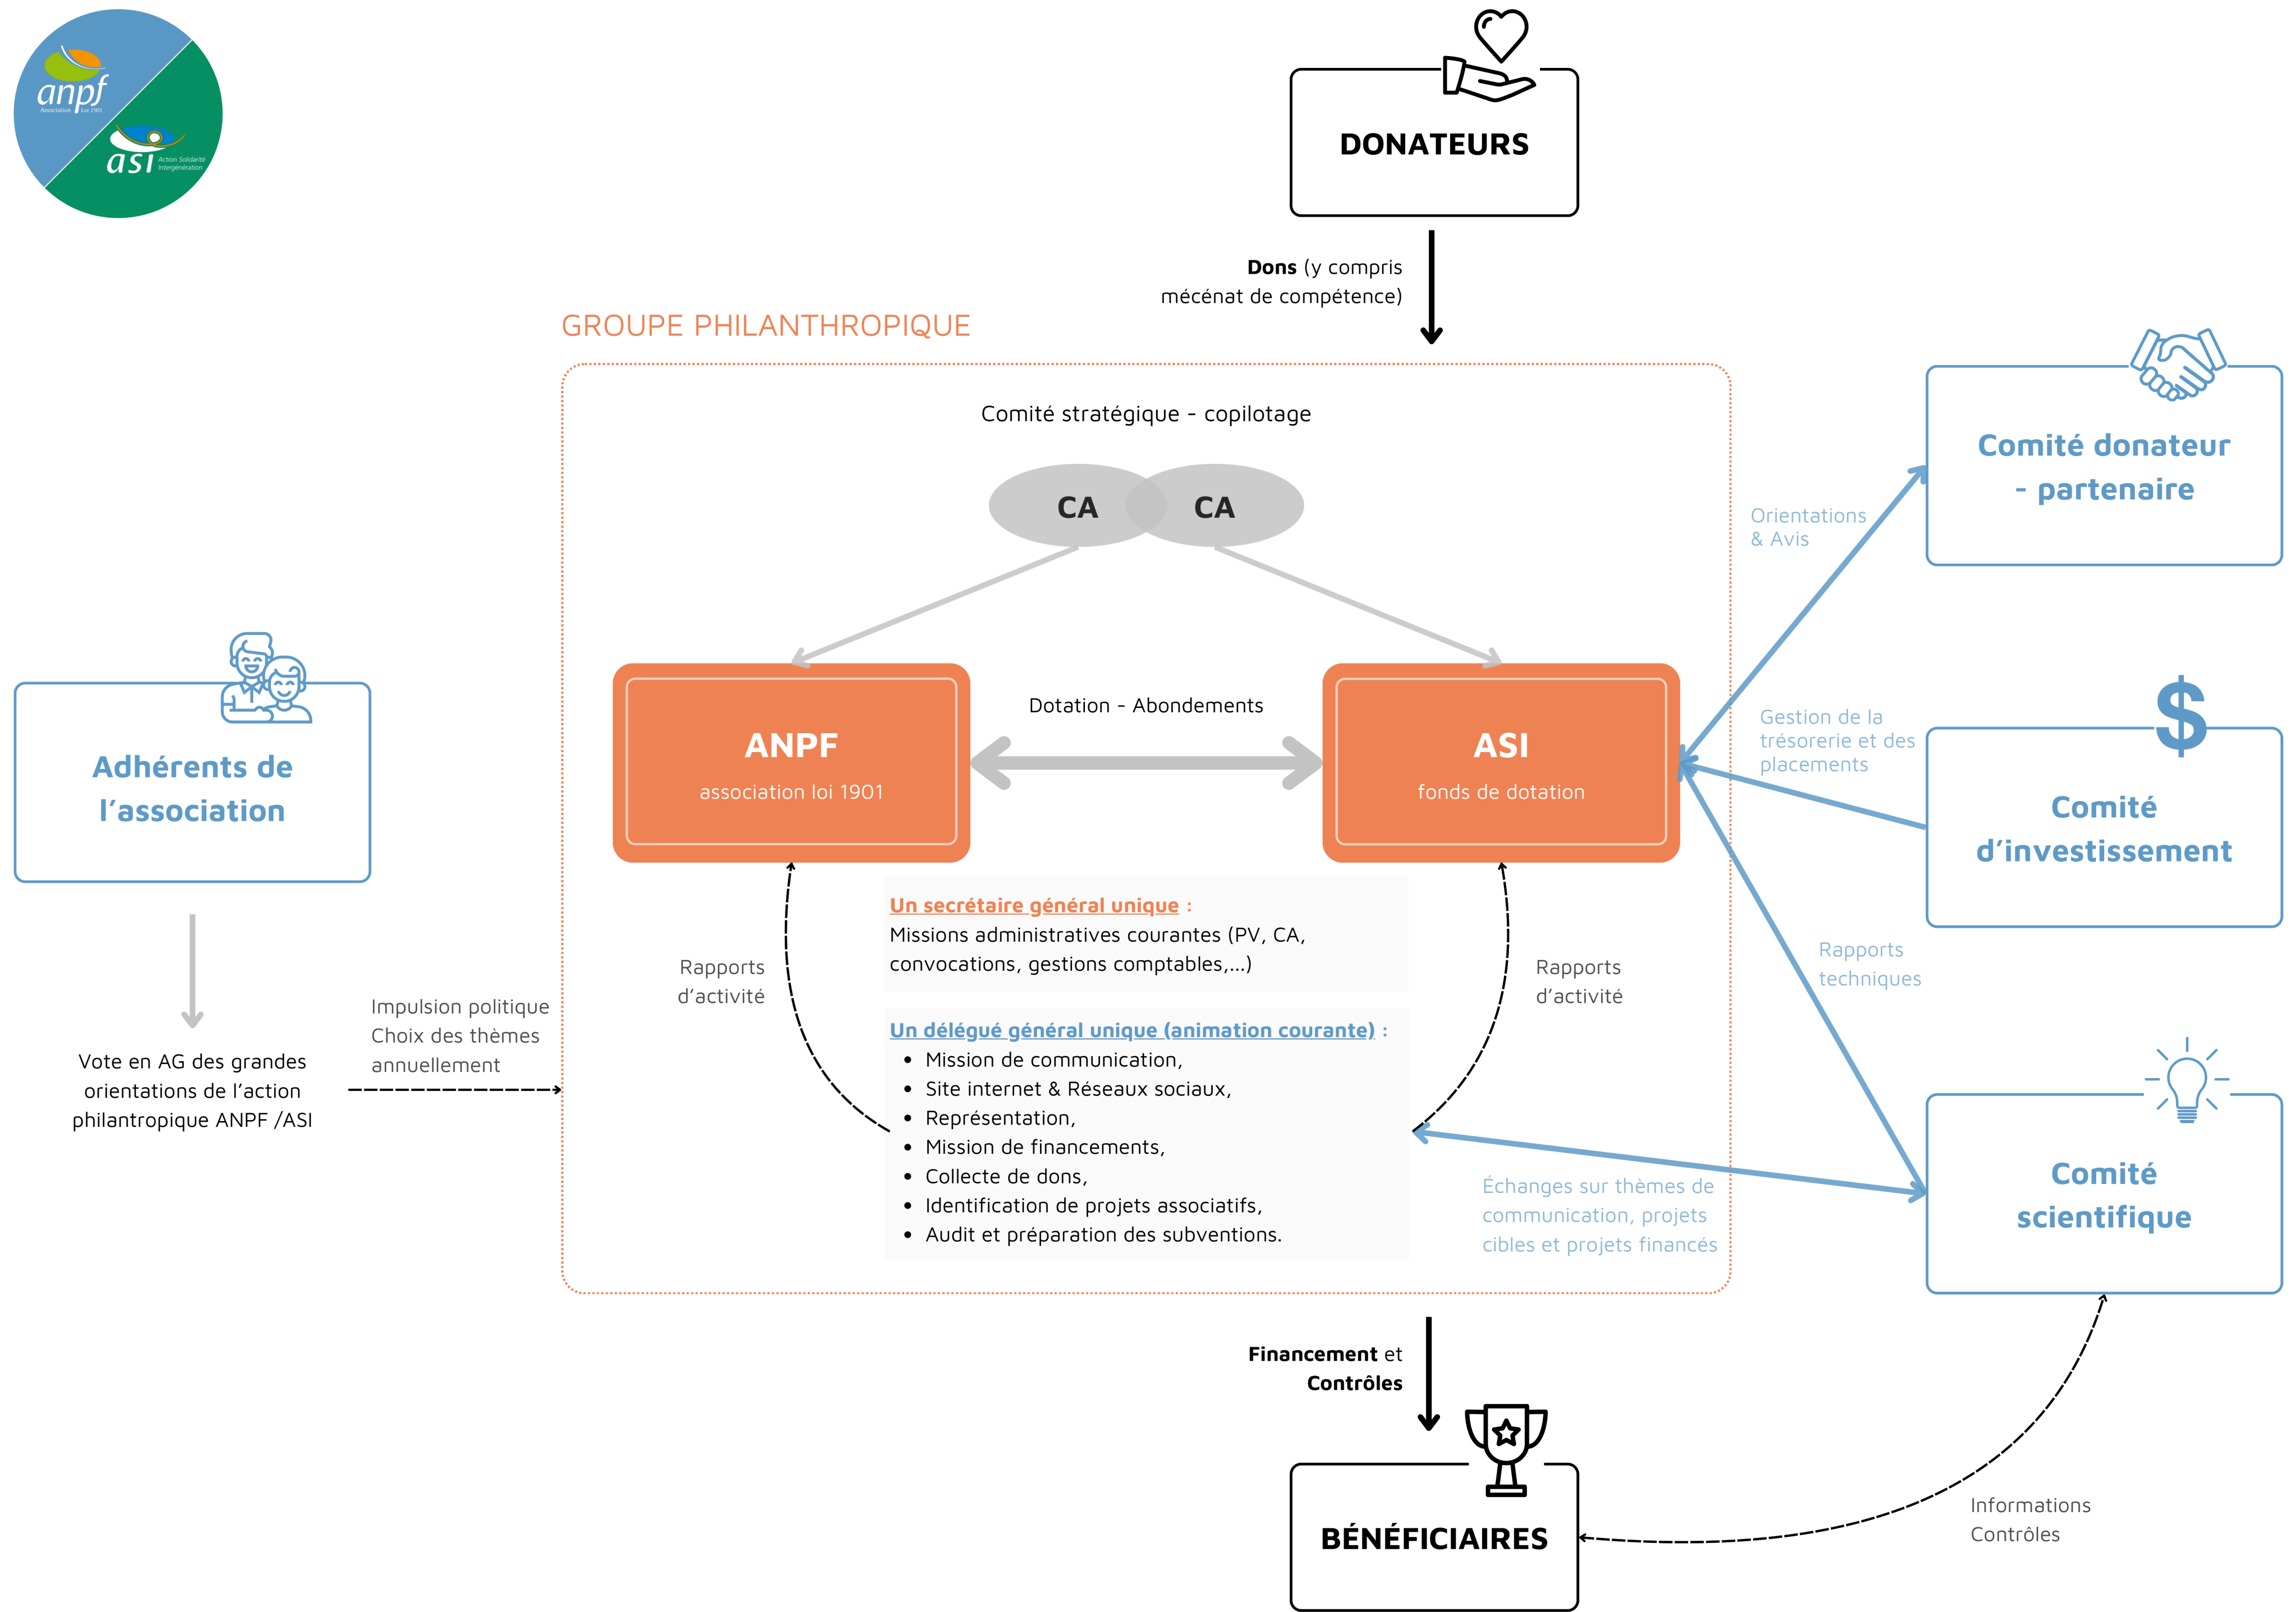 anpf
Association Loi 1901
asi
Action Solidarité
Intergénération
DONATEURS
Dons (y compris
mécénat de compétence)
GROUPE PHILANTHROPIQUE
Comité stratégique - copilotage
CA
CA
Comité donateur
- partenaire
Orientations
& Avis
ANPF
association loi 1901
Dotation - Abondements
ASI
fonds de dotation
Gestion de la
trésorerie et des
placements
$
Comité
d’investissement
Adhérents de
l’association
Un secrétaire général unique :
Missions administratives courantes (PV, CA,
convocations, gestions comptables,...)
Rapports
d’activité
Rapports
d’activité
Rapports
techniques
Impulsion politique
Choix des thèmes
annuellement
Vote en AG des grandes
orientations de l’action
philantropique ANPF /ASI
Un délégué général unique (animation courante) :
• Mission de communication,
• Site internet & Réseaux sociaux,
• Représentation,
• Mission de financements,
• Collecte de dons,
• Identification de projets associatifs,
• Audit et préparation des subventions.
Échanges sur thèmes de
communication, projets
cibles et projets financés
Comité
scientifique
Financement et
Contrôles
BÉNÉFICIAIRES
Informations
Contrôles